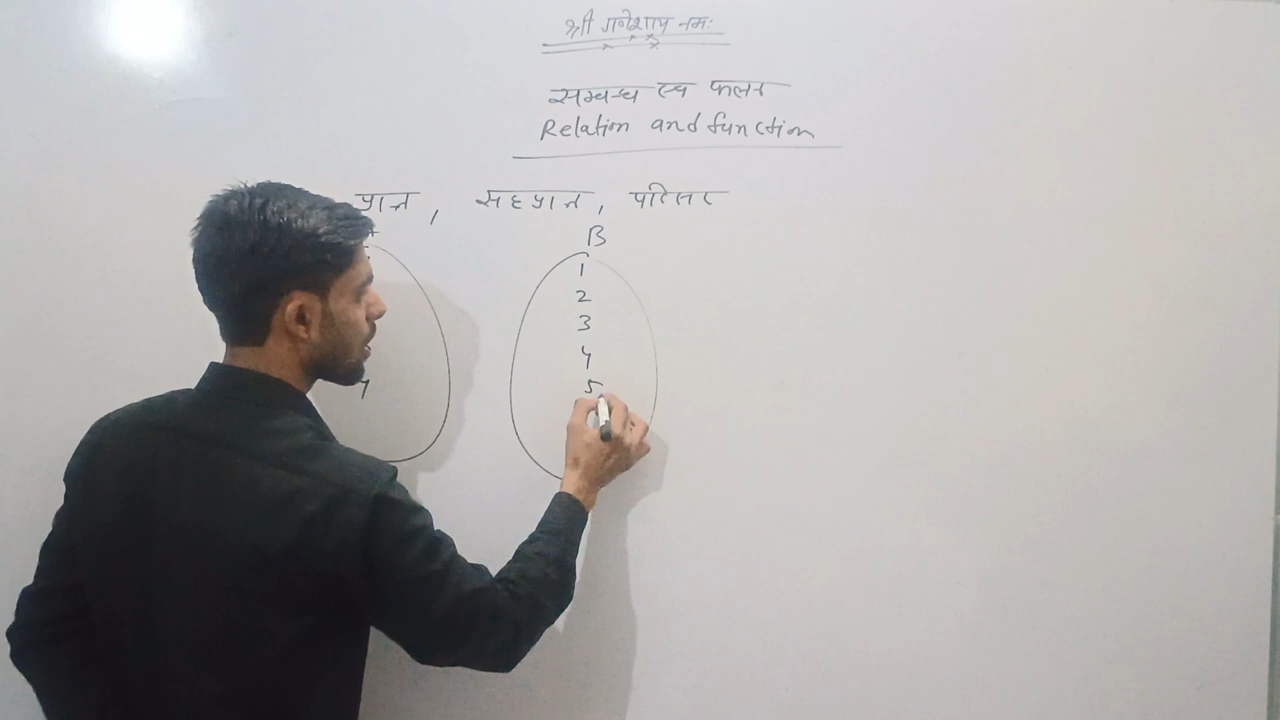 श्री गणेशाय नमः
सम्बन्ध एवं फलन
Relation and function
प्रान्त, सहप्रान्त, परिसर
B
1
2
3
4
5